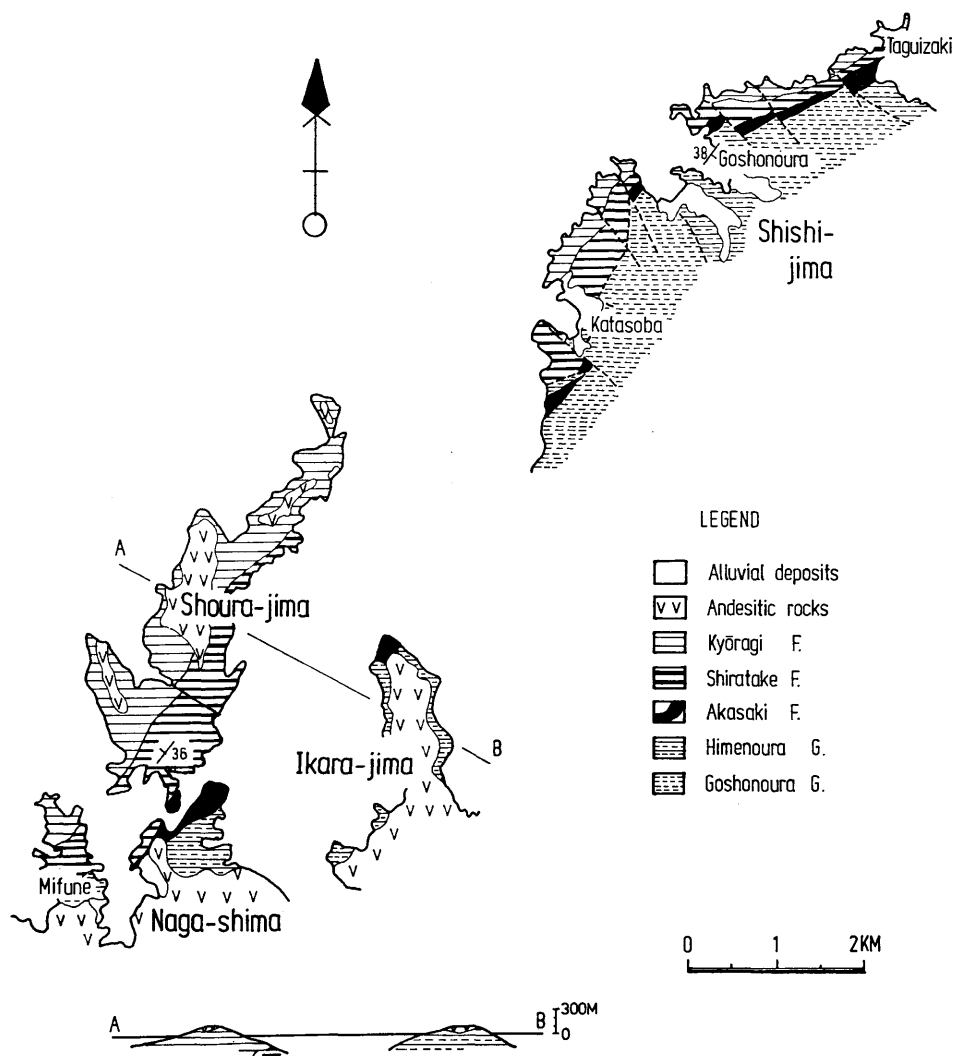 Taguizaki
38
Goshonoura
Shishi-
jima
Katasoba
A
Shoura-jima
B
Ikara-jima
36
Mifune
Naga-shima
LEGEND
Alluvial deposits
V V Andesitic rocks
Kyōragi F.
Shiratake F.
Akasaki F.
Himenoura G.
Goshonoura G.
0 1 2KM
A B 300M
0